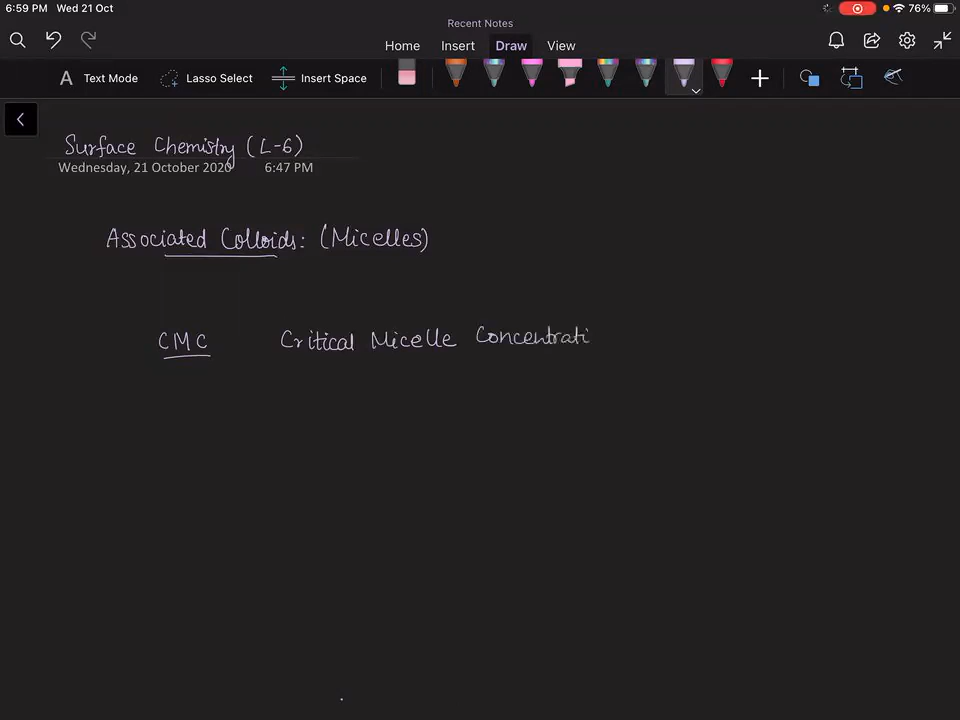 6:59 PM Wed 21 Oct 76%
Recent Notes
Home Insert Draw View
A Text Mode Lasso Select Insert Space
Surface Chemistry (L-6)
Wednesday, 21 October 2020 6:47 PM
Associated Colloids: (Micelles)
CMC Critical Micelle Concentrati